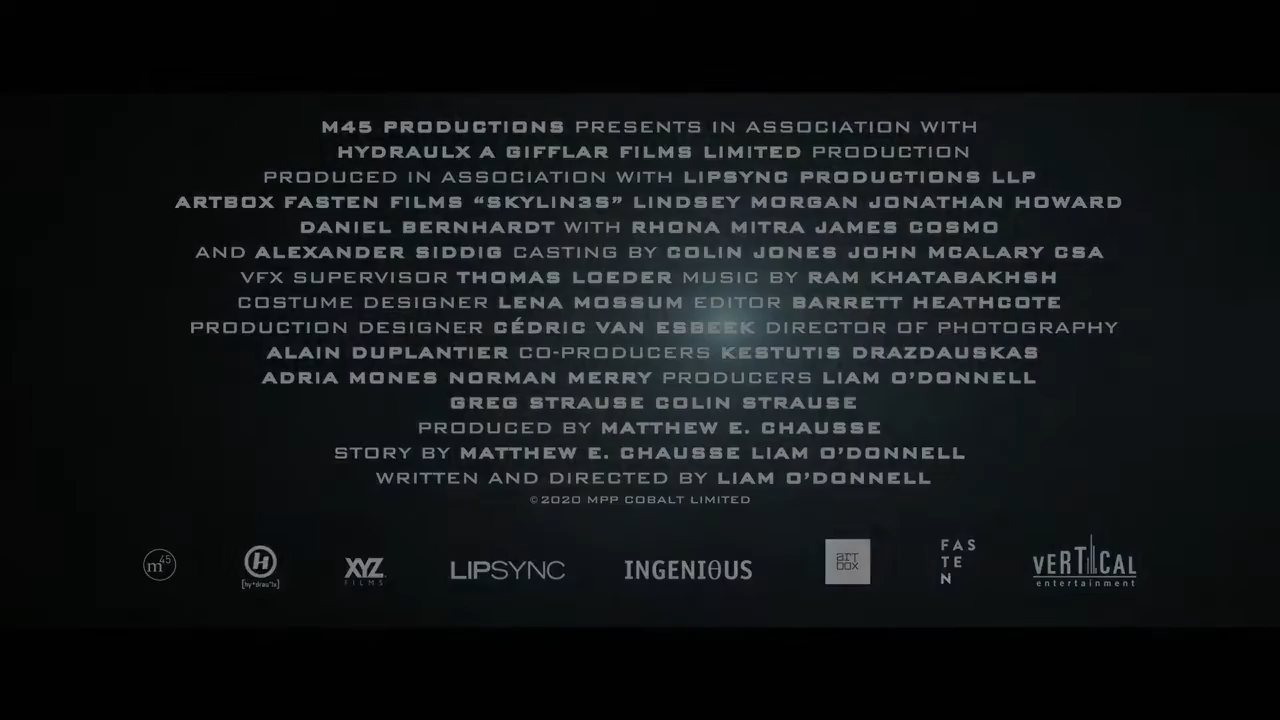 M45 PRODUCTIONS PRESENTS IN ASSOCIATION WITH
HYDRAULX A GIFFLAR FILMS LIMITED PRODUCTION
PRODUCED IN ASSOCIATION WITH LIPSYNC PRODUCTIONS LLP
ARTBOX FASTEN FILMS “SKYLIN3S” LINDSEY MORGAN JONATHAN HOWARD
DANIEL BERNHARDT WITH RHONA MITRA JAMES COSMO
AND ALEXANDER SIDDIG CASTING BY COLIN JONES JOHN MCALARY CSA
VFX SUPERVISOR THOMAS LOEDER MUSIC BY RAM KHATABAKHSH
COSTUME DESIGNER LENA MOSSUM EDITOR BARRETT HEATHCOTE
PRODUCTION DESIGNER CÉDRIC VAN ESBEEK DIRECTOR OF PHOTOGRAPHY
ALAIN DUPLANTIER CO-PRODUCERS KESTUTIS DRAZDAUSKAS
ADRIA MONES NORMAN MERRY PRODUCERS LIAM O’DONNELL
GREG STRAUSE COLIN STRAUSE
PRODUCED BY MATTHEW E. CHAUSSE
STORY BY MATTHEW E. CHAUSSE LIAM O’DONNELL
WRITTEN AND DIRECTED BY LIAM O’DONNELL
©2020 MPP COBALT LIMITED
m45
H
XYZ
FILMS
LIPSYNC
INGENIθUS
art
box
FAS
TE
N
VERTICAL
entertainment